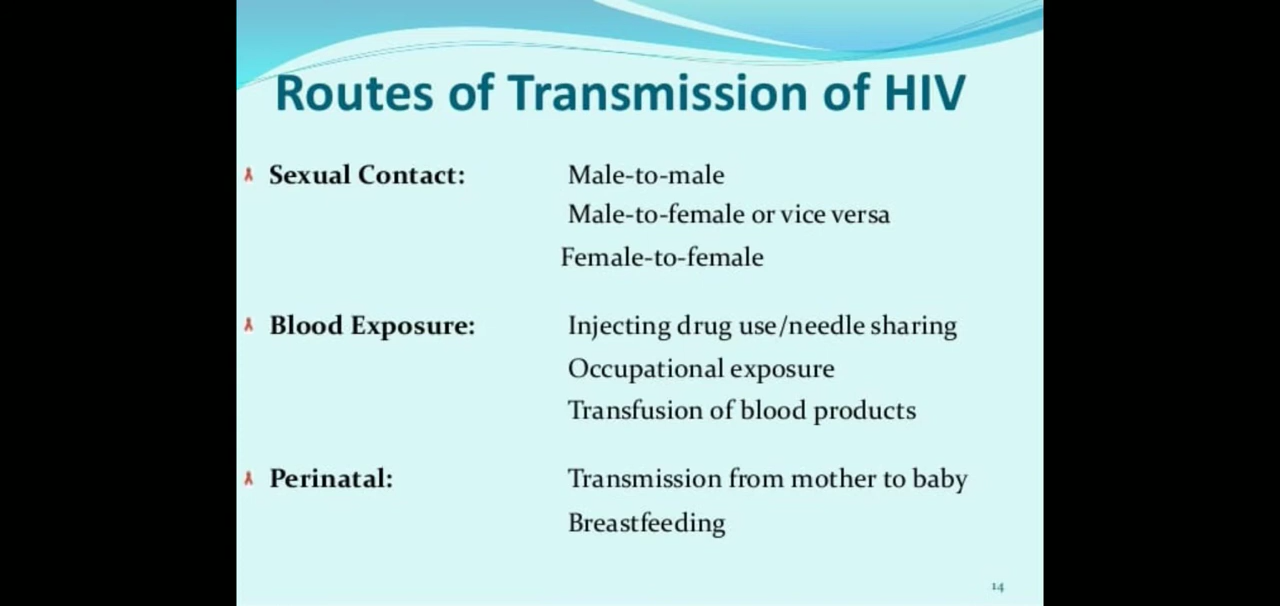 Routes of Transmission of HIV
Sexual Contact: Male-to-male
Male-to-female or vice versa
Female-to-female
Blood Exposure: Injecting drug use/needle sharing
Occupational exposure
Transfusion of blood products
Perinatal: Transmission from mother to baby
Breastfeeding
14